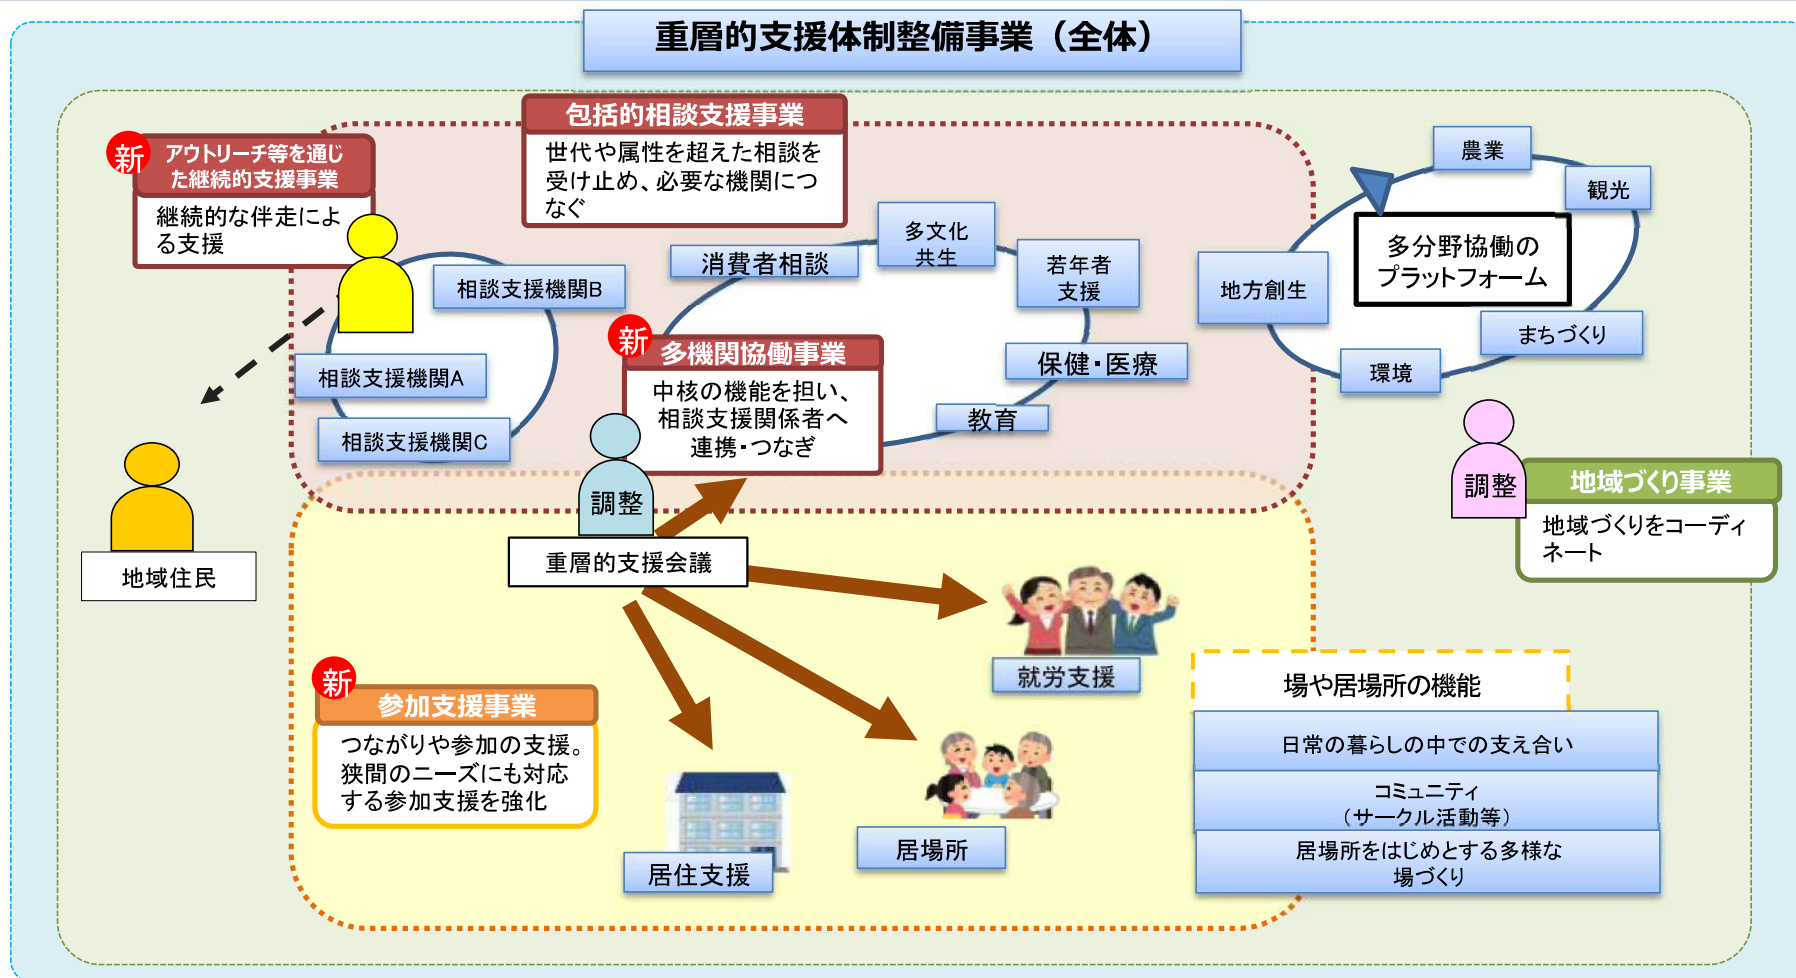 重層的支援体制整備事業（全体）
包括的相談支援事業
世代や属性を超えた相談を
受け止め、必要な機関につ
なぐ
新
アウトリーチ等を通じ
た継続的支援事業
継続的な伴走によ
る支援
相談支援機関B
相談支援機関A
相談支援機関C
消費者相談
多文化
共生
若年者
支援
保健・医療
教育
新
多機関協働事業
中核の機能を担い、
相談支援関係者へ
連携・つなぎ
調整
重層的支援会議
農業
観光
多分野協働の
プラットフォーム
地方創生
まちづくり
環境
調整
地域づくり事業
地域づくりをコーディ
ネート
地域住民
新
参加支援事業
つながりや参加の支援。
狭間のニーズにも対応
する参加支援を強化
就労支援
居場所
居住支援
場や居場所の機能
日常の暮らしの中での支え合い
コミュニティ
（サークル活動等）
居場所をはじめとする多様な
場づくり